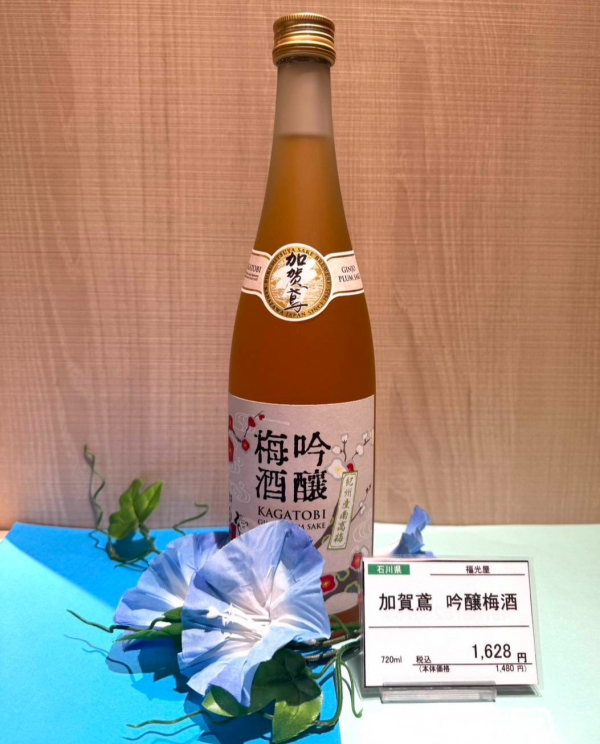 加賀鳶
GINJO
PLUM SAKE
吟醸
梅酒
紀州産南高梅
KAGATOBI
石川県 福光屋
加賀鳶 吟醸梅酒
720ml 税込 1,628 円
(本体価格 1,480 円)